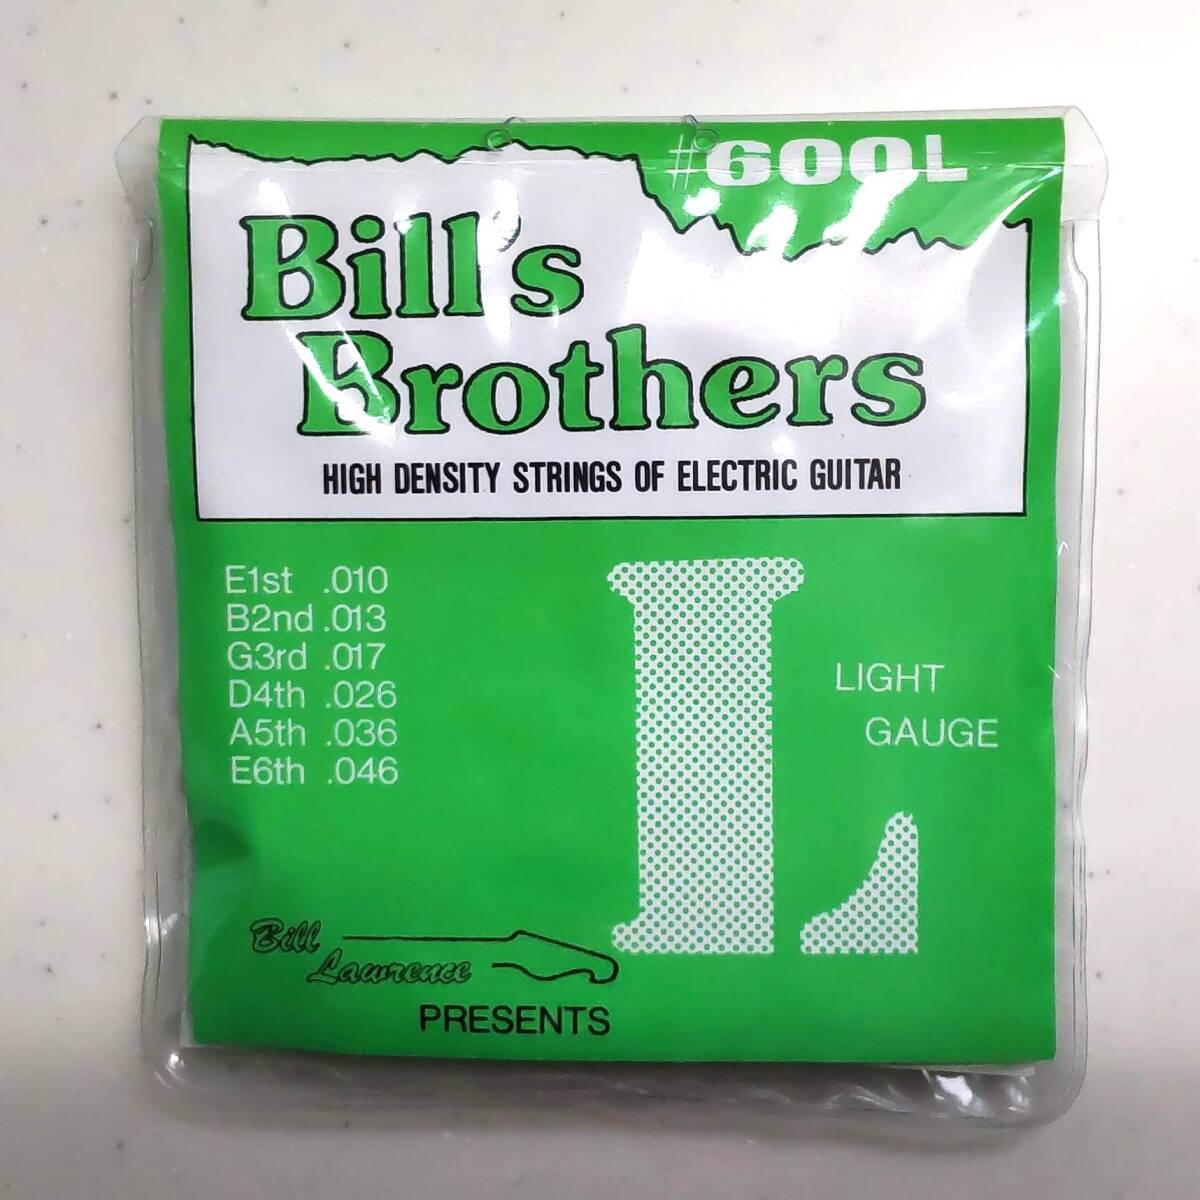 #600L
Bill's
Brothers
HIGH DENSITY STRINGS OF ELECTRIC GUITAR
E1st .010
B2nd .013
G3rd .017
D4th .026
A5th .036
E6th .046
L
LIGHT
GAUGE
Bill
Lawrence
PRESENTS